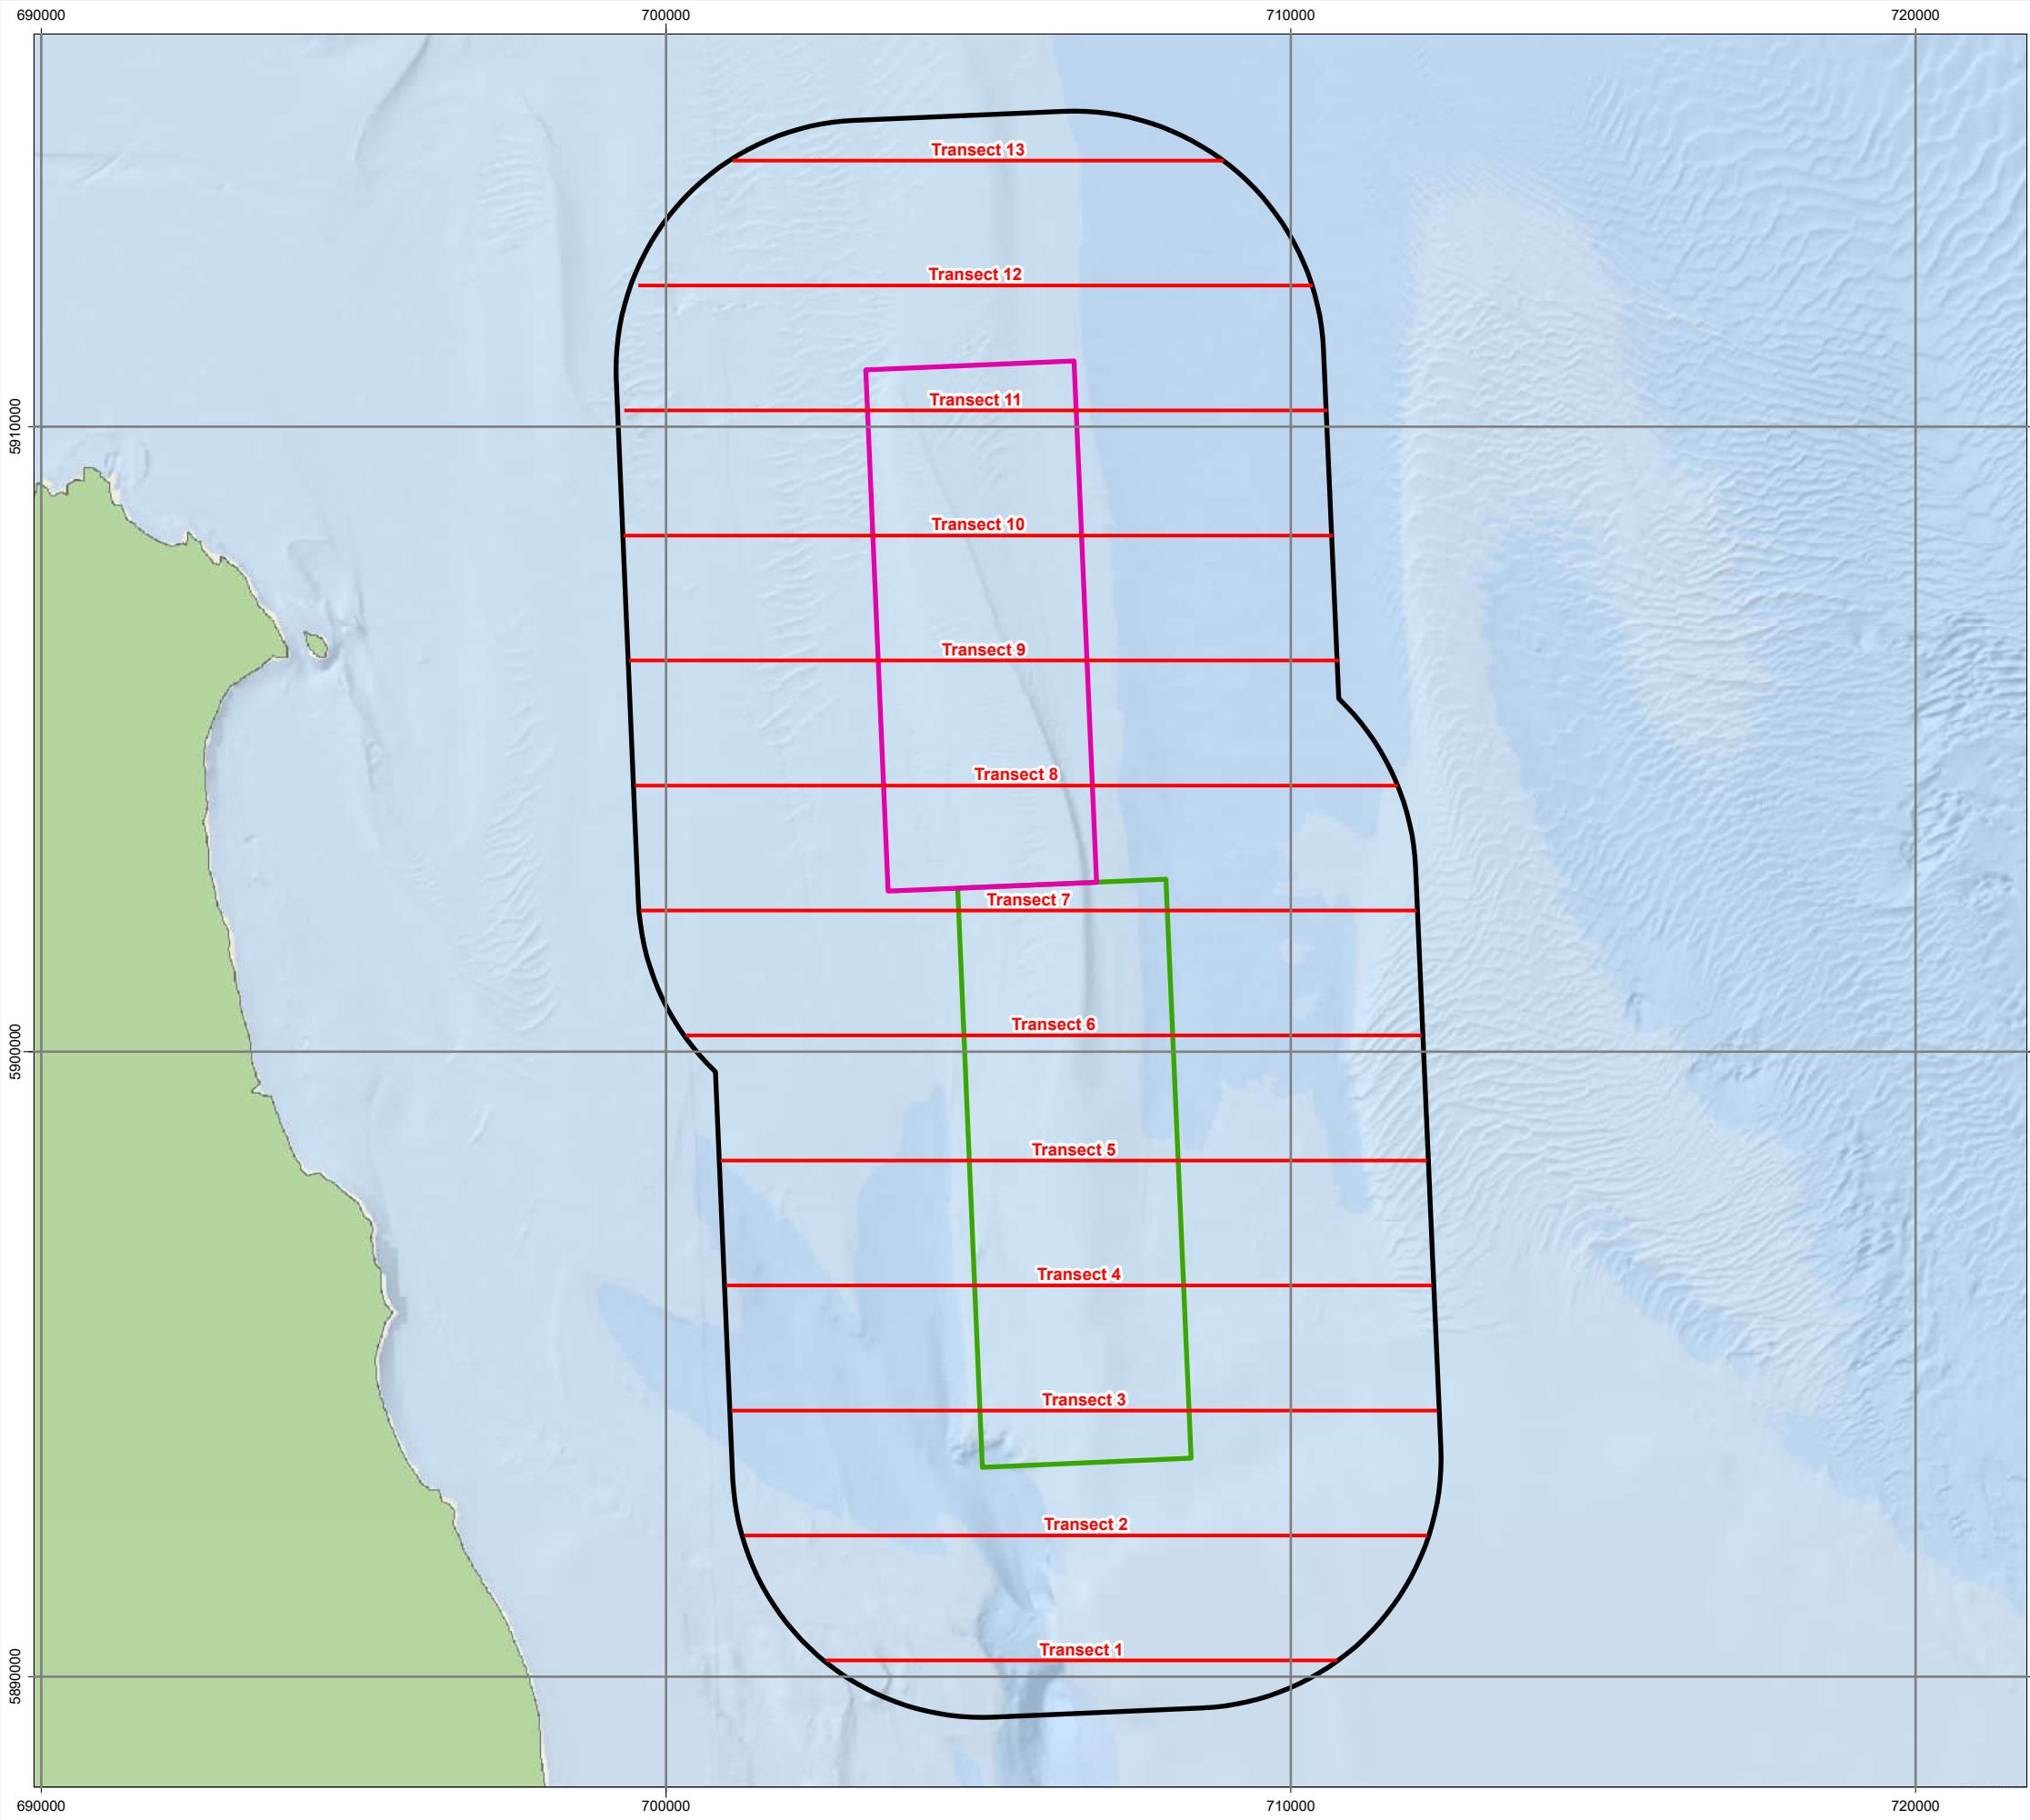 690000
700000
710000
720000
Transect 13
Transect 12
Transect 11
5910000
Transect 10
Transect 9
Transect 8
Transect 7
Transect 6
5900000
Transect 5
Transect 4
Transect 3
Transect 2
Transect 1
5890000
690000
700000
710000
720000